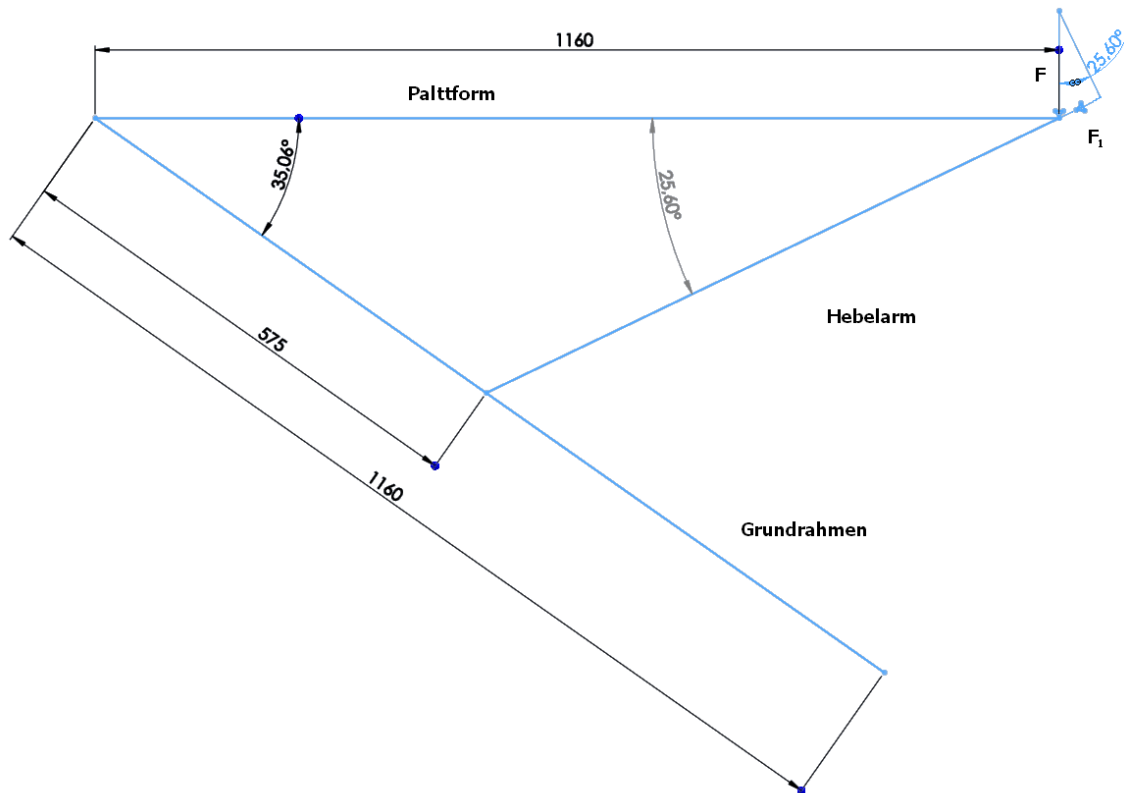 1160
F
25,60°
Palttform
F₁
35,06°
25,60°
Hebelarm
575
1160
Grundrahmen